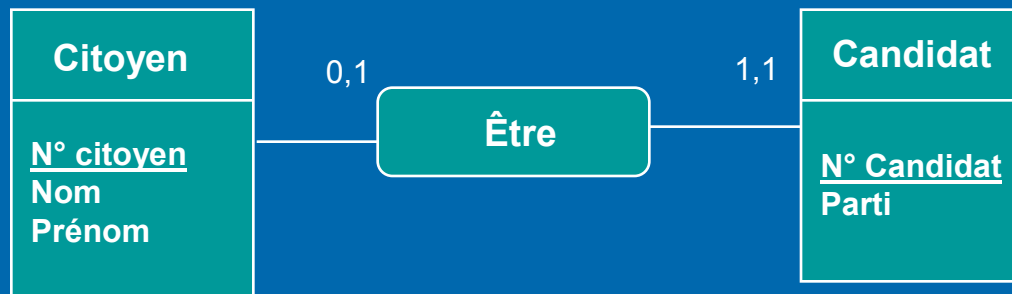 Citoyen
N° citoyen
Nom
Prénom
0,1
Être
1,1
Candidat
N° Candidat
Parti